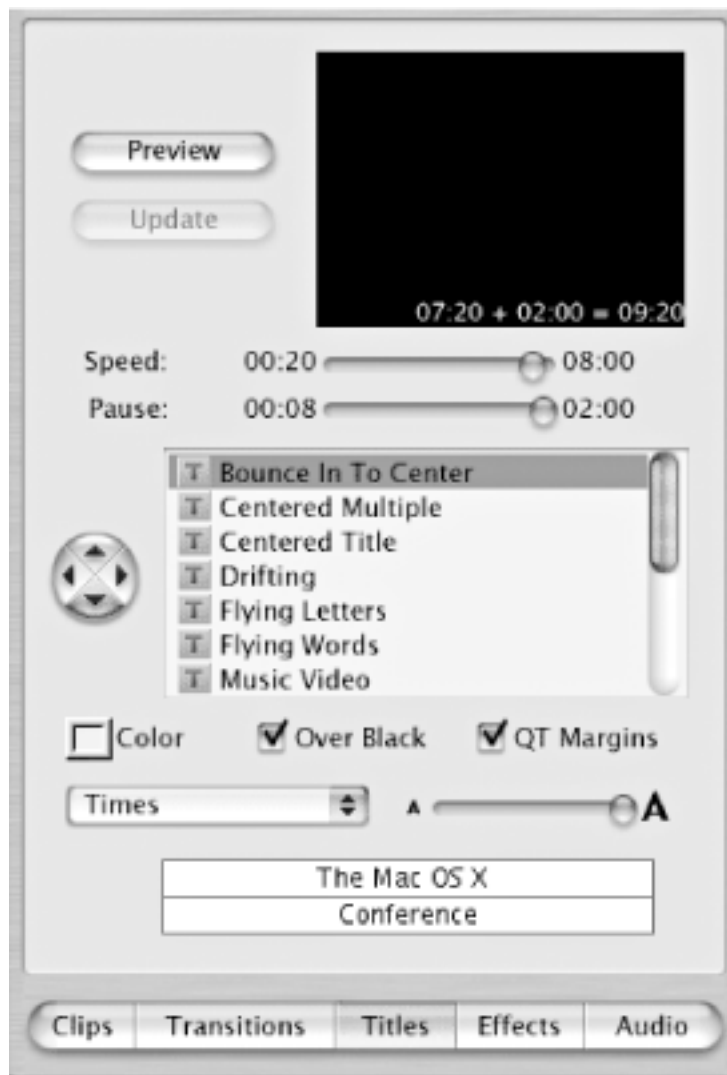 Preview
Update
07:20 + 02:00 = 09:20
Speed: 00:20 08:00
Pause: 00:08 02:00
T Bounce In To Center
T Centered Multiple
T Centered Title
T Drifting
T Flying Letters
T Flying Words
T Music Video
Color Over Black QT Margins
Times A A
The Mac OS X
Conference
Clips Transitions Titles Effects Audio